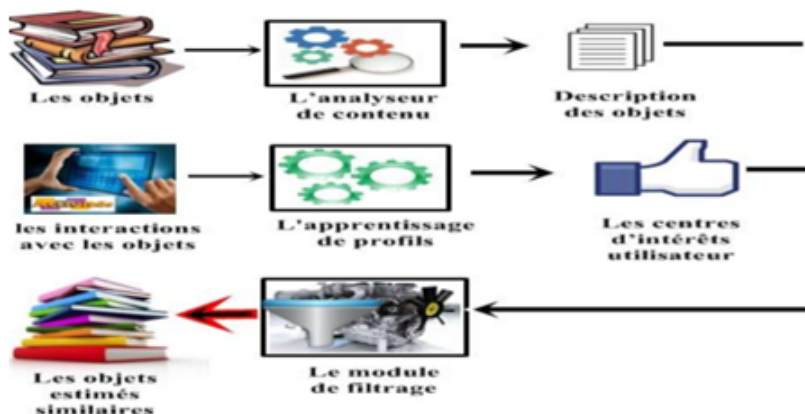 Les objets
L'analyseur
de contenu
Description
des objets
les interactions
avec les objets
L'apprentissage
de profils
Les centres
d'intérêts
utilisateur
Les objets
estimés
similaires
Le module
de filtrage